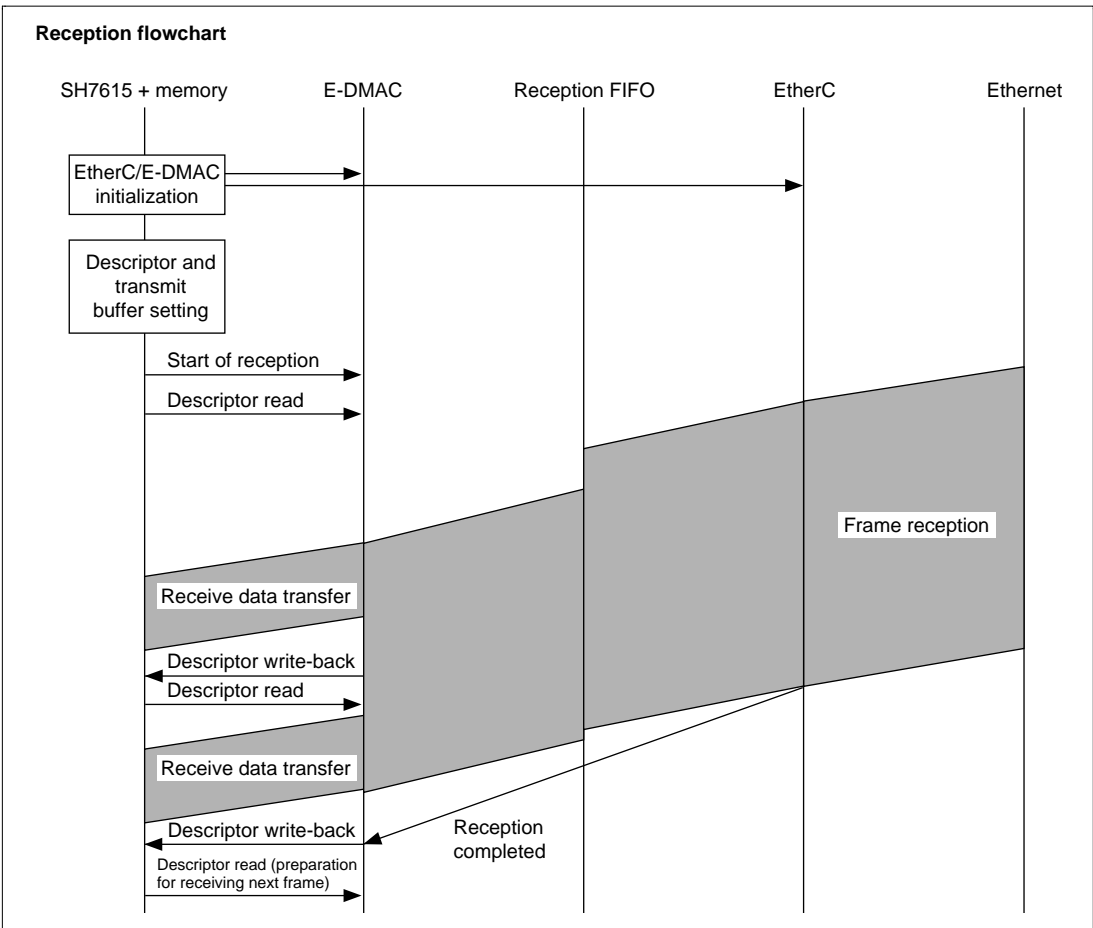 Reception flowchart
SH7615 + memory
E-DMAC
Reception FIFO
EtherC
Ethernet
EtherC/E-DMAC
initialization
Descriptor and
transmit
buffer setting
Start of reception
Descriptor read
Frame reception
Receive data transfer
Descriptor write-back
Descriptor read
Receive data transfer
Descriptor write-back
Reception
completed
Descriptor read (preparation
for receiving next frame)